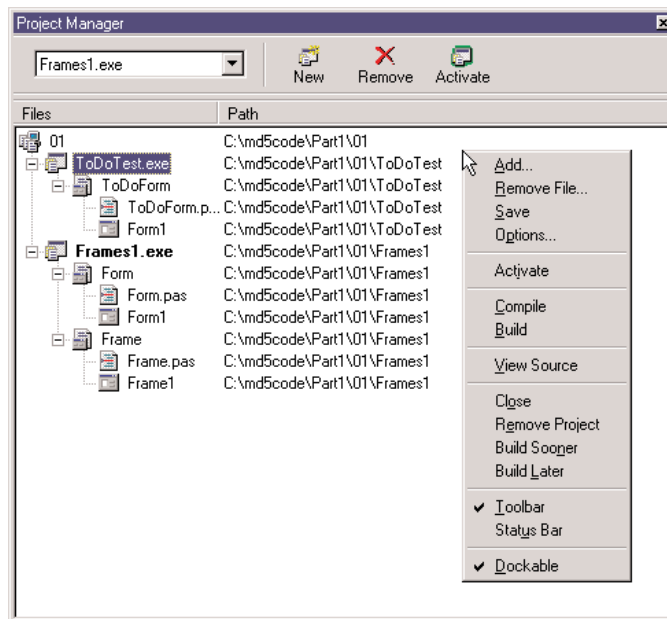 Project Manager
Frames1.exe
New Remove Activate
Files Path
01 C:\md5code\Part1\01
ToDoTest.exe C:\md5code\Part1\01\ToDoTest
ToDoForm C:\md5code\Part1\01\ToDoTest
ToDoForm.p... C:\md5code\Part1\01\ToDoTest
Form1 C:\md5code\Part1\01\ToDoTest
Frames1.exe C:\md5code\Part1\01\Frames1
Form C:\md5code\Part1\01\Frames1
Form.pas C:\md5code\Part1\01\Frames1
Form1 C:\md5code\Part1\01\Frames1
Frame C:\md5code\Part1\01\Frames1
Frame.pas C:\md5code\Part1\01\Frames1
Frame1 C:\md5code\Part1\01\Frames1
Add...
Remove File...
Save
Options...
Activate
Compile
Build
View Source
Close
Remove Project
Build Sooner
Build Later
Toolbar
Status Bar
Dockable